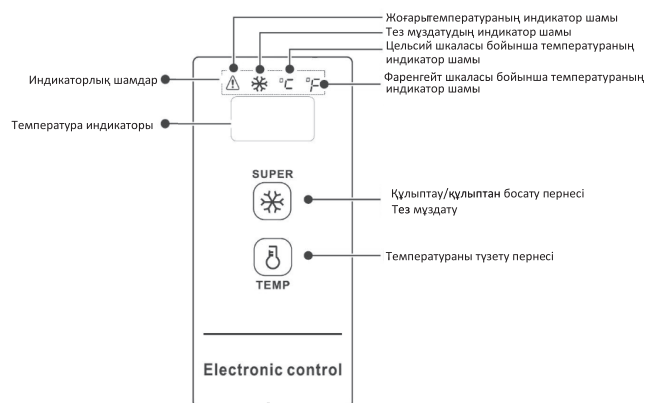 Жоғарытемпératураның индикатор шамы
Тез мұздатудың индикатор шамы
Цельсий шкаласы бойынша температураның
индикатор шамы
Фаренгейт шкаласы бойынша температураның
индикатор шамы
Индикаторлық шамдар
°C °F
Температура индикаторы
SUPER
Құлыптау/құлыптан босату пернесі
Тез мұздату
Температураны түзету пернесі
TEMP
Electronic control